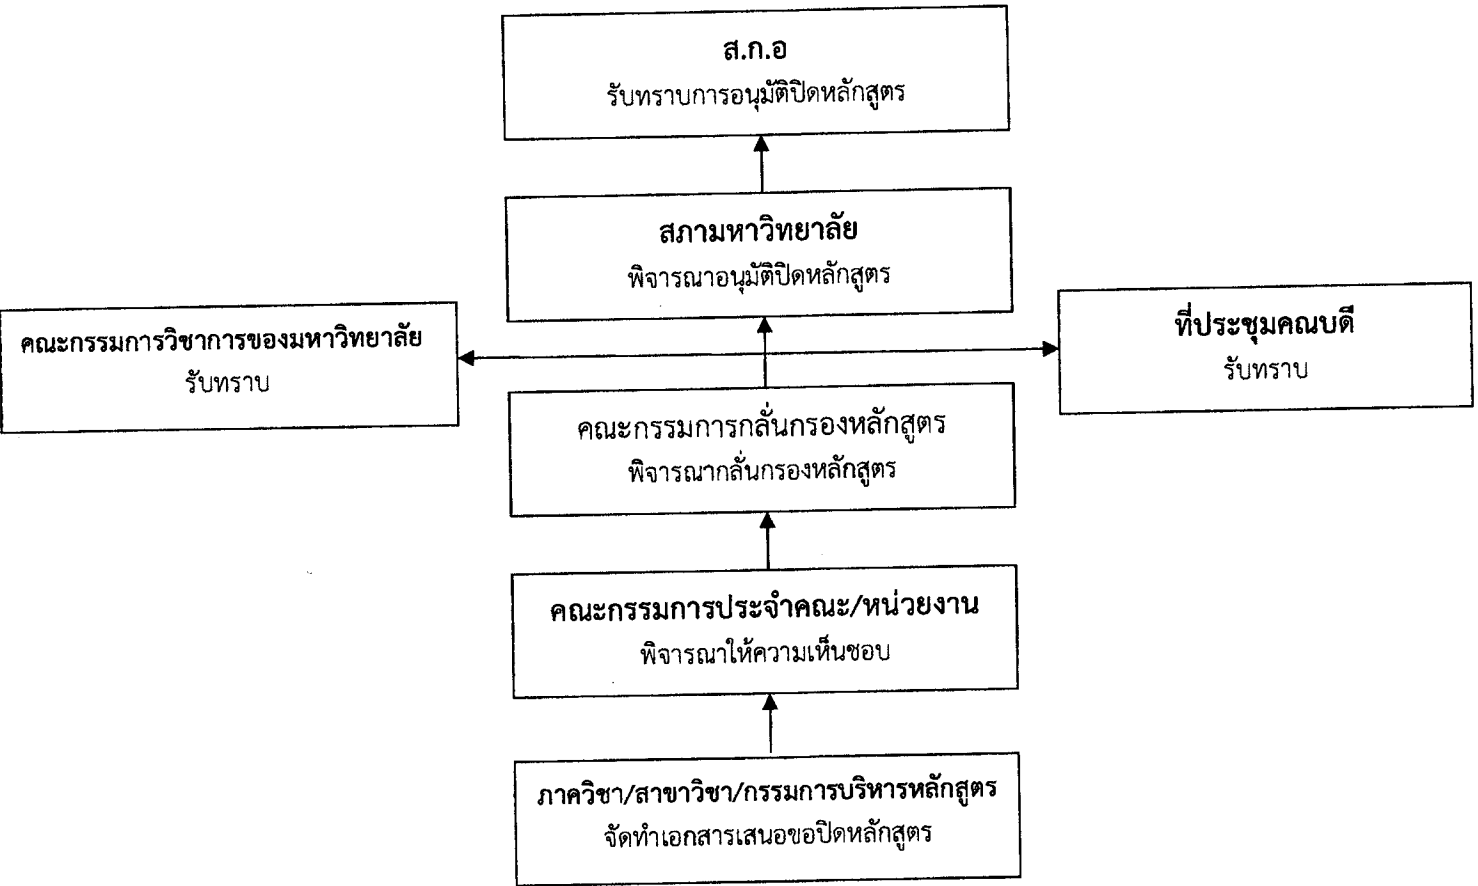 ส.ก.อ
รับทราบการอนุมัติปิดหลักสูตร
สภามหาวิทยาลัย
พิจารณาอนุมัติปิดหลักสูตร
คณะกรรมการวิชาการของมหาวิทยาลัย
รับทราบ
ที่ประชุมคณบดี
รับทราบ
คณะกรรมการกลั่นกรองหลักสูตร
พิจารณากลั่นกรองหลักสูตร
คณะกรรมการประจำคณะ/หน่วยงาน
พิจารณาให้ความเห็นชอบ
ภาควิชา/สาขาวิชา/กรรมการบริหารหลักสูตร
จัดทำเอกสารเสนอขอปิดหลักสูตร